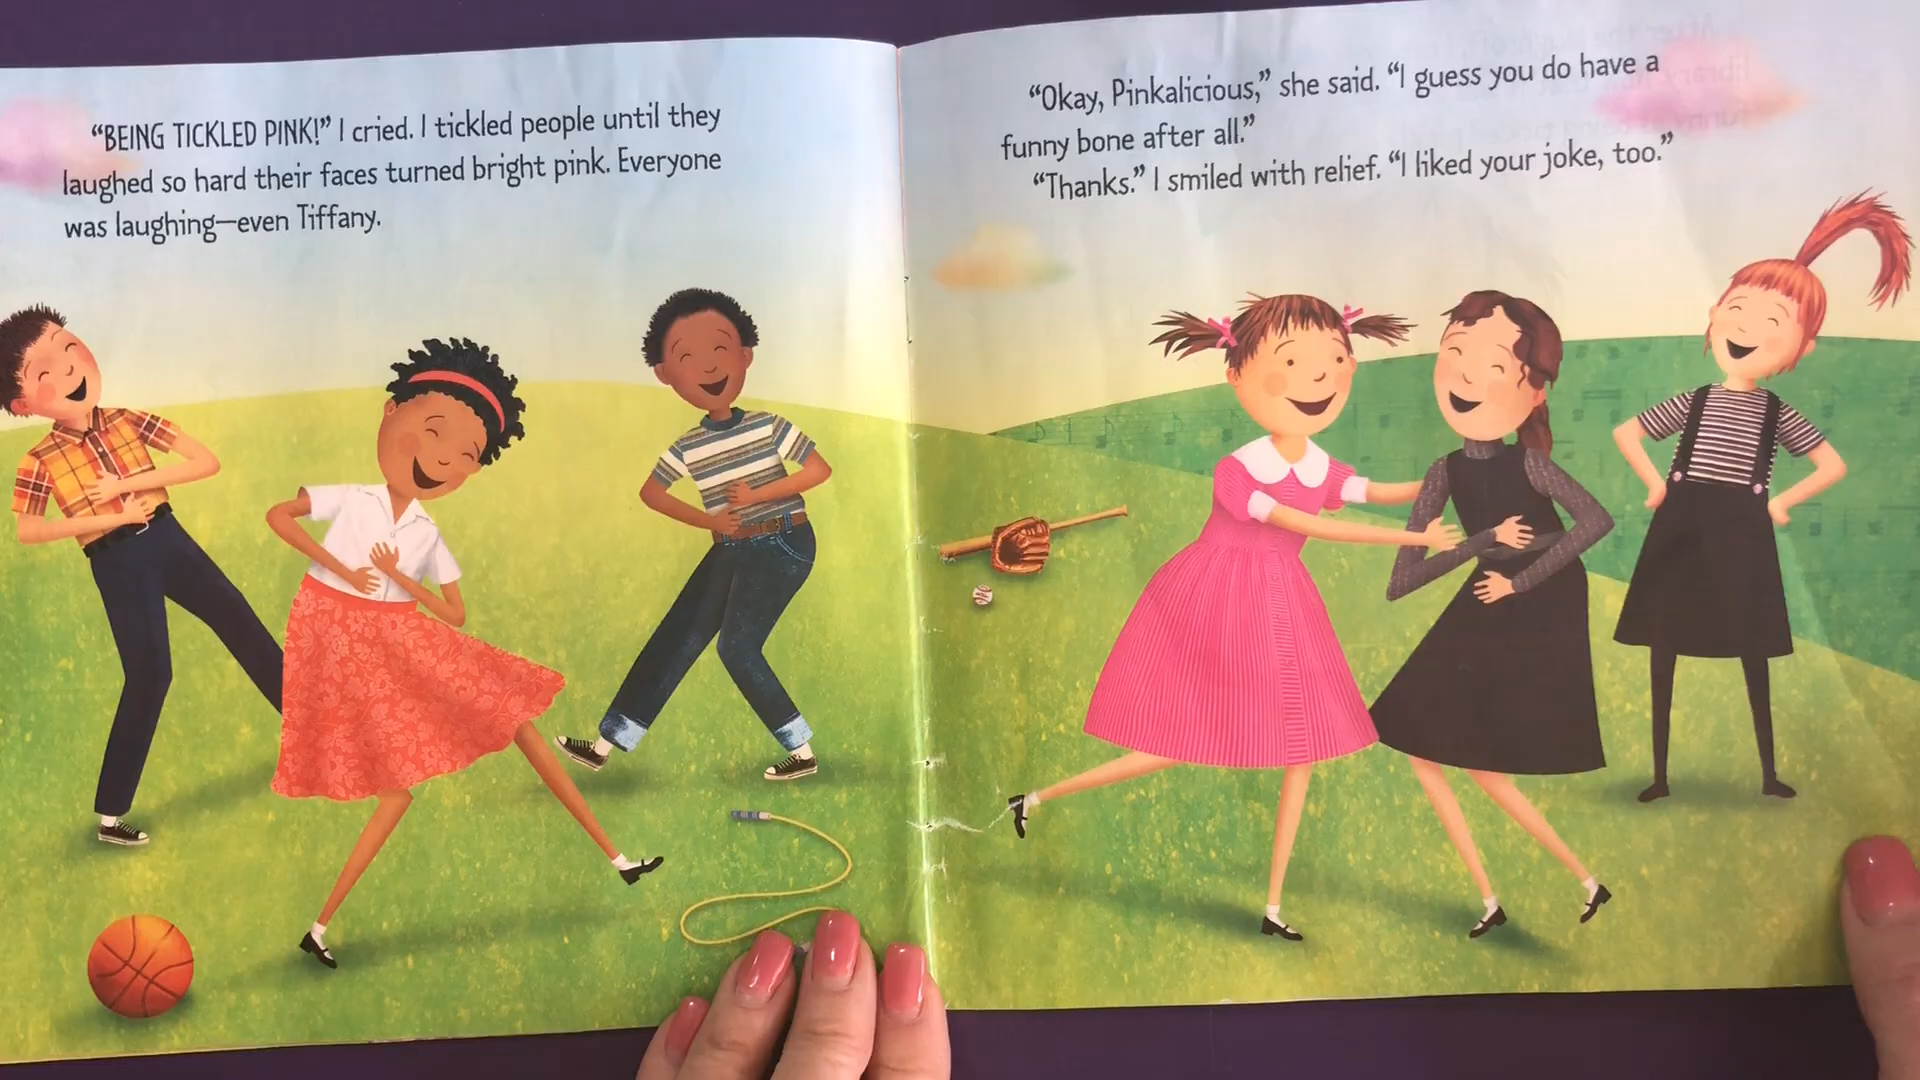 “BEING TICKLED PINK!” I cried. I tickled people until they
laughed so hard their faces turned bright pink. Everyone
was laughing—even Tiffany.
“Okay, Pinkalicious,” she said. “I guess you do have a
funny bone after all.”
“Thanks.” I smiled with relief. “I liked your joke, too.”